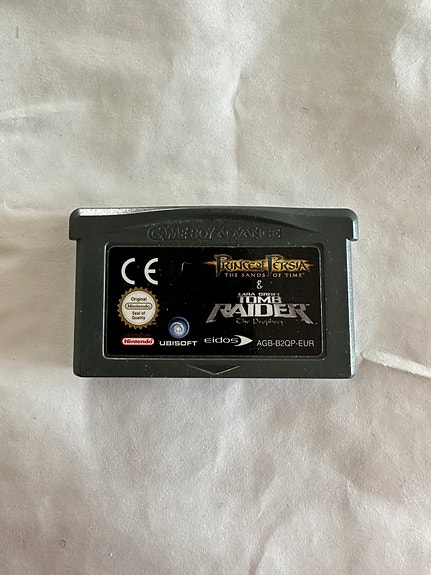 GAME BOY ADVANCE
CE
PRINCE OF PERSIA
THE SANDS OF TIME™
&
LARA CROFT
TOMB
RAIDER
The Prophecy
Original
Nintendo
Seal of
Quality
Nintendo
UBISOFT
eidos
AGB-B2QP-EUR